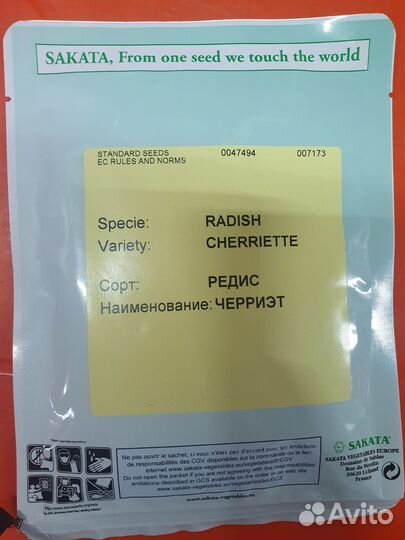 SAKATA, From one seed we touch the world
STANDARD SEEDS 0047494 007173
EC RULES AND NORMS
Specie: RADISH
Variety: CHERRIETTE
Сорт: РЕДИС
Наименование: ЧЕРРИЭТ
Ne pas ouvrir le sachet, si vous n'êtes pas d'accord avec les limitations
de responsabilités des CGV disponibles sur la commande ou le lien
internet www.sakata-vegetables.eu/vegetables/fr/CGV
Do not open the packet if you are not agreeing with the responsibilities
limitations described in GCS available on the order or on web site
www.sakata-vegetables.eu/vegetables/en/GCS
www.sakata-vegetables.eu
SAKATA®
SAKATA VEGETABLES EUROPE
Domaine de Sablas
Rue du Moulin
30620 Uchaud
France
Avito